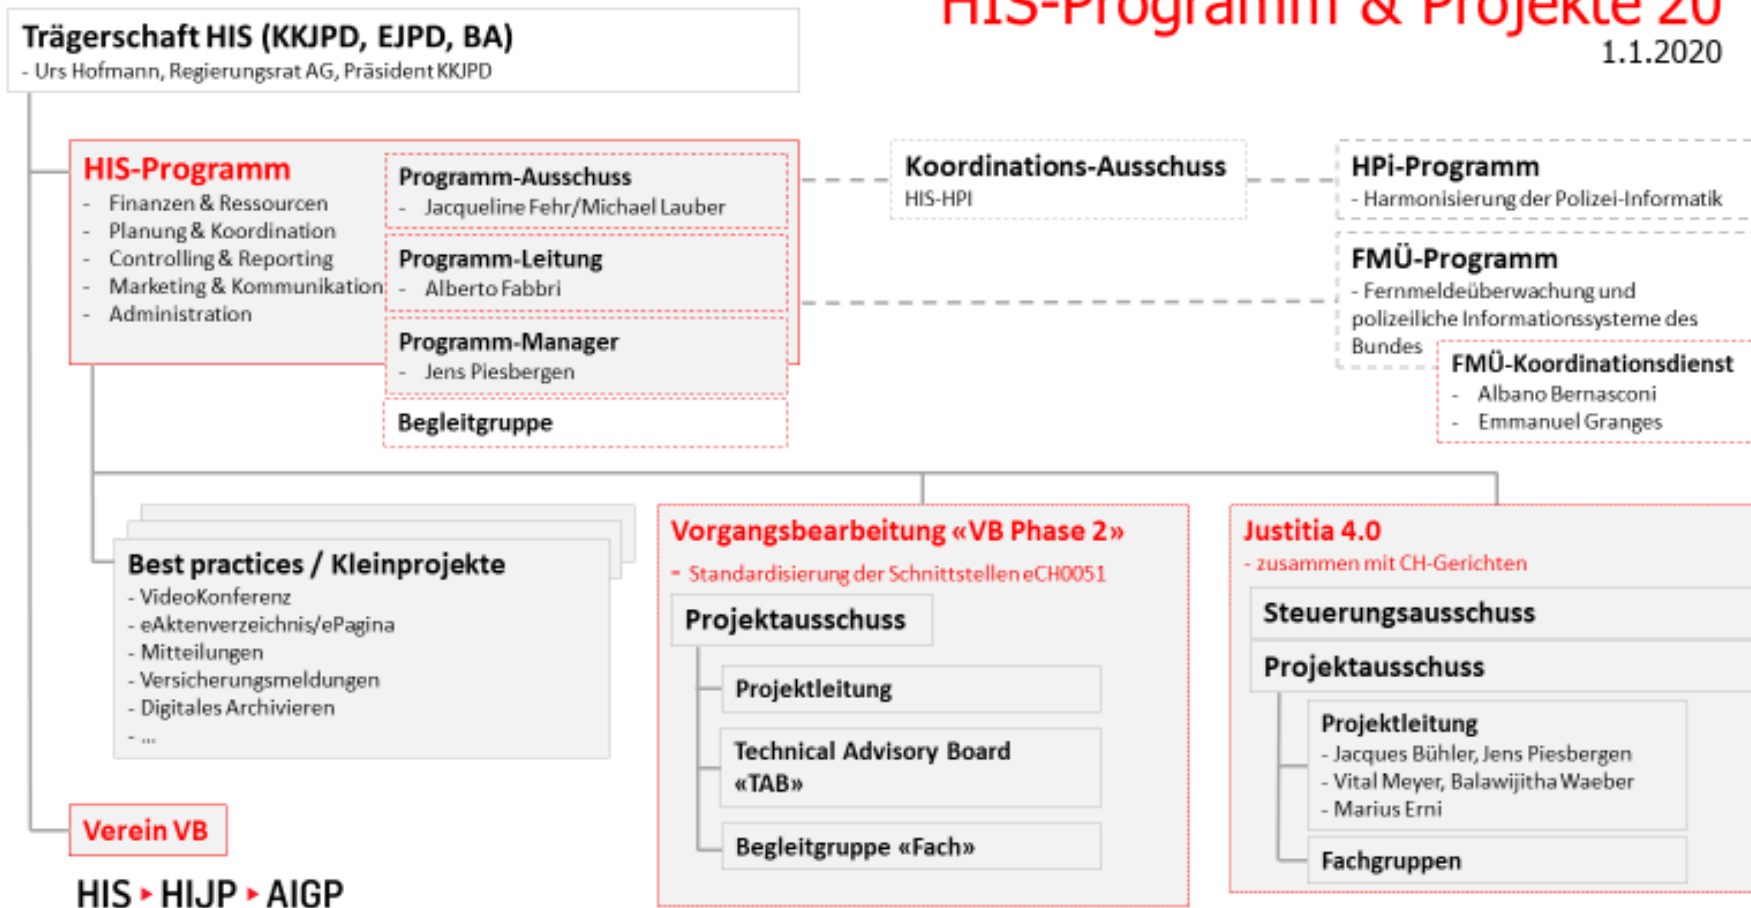 HIS-Programm & Projekte 20
1.1.2020
Trägerschaft HIS (KKJPD, EJPD, BA)
- Urs Hofmann, Regierungsrat AG, Präsident KKJPD
HIS-Programm
- Finanzen & Ressourcen
- Planung & Koordination
- Controlling & Reporting
- Marketing & Kommunikation
- Administration
Programm-Ausschuss
- Jacqueline Fehr/Michael Lauber
Programm-Leitung
- Alberto Fabbri
Programm-Manager
- Jens Piesbergen
Begleitgruppe
Koordinations-Ausschuss
HIS-HPI
HPi-Programm
- Harmonisierung der Polizei-Informatik
FMÜ-Programm
- Fernmeldeüberwachung und
polizeiliche Informationssysteme des
Bundes
FMÜ-Koordinationsdienst
- Albano Bernasconi
- Emmanuel Granges
Best practices / Kleinprojekte
- VideoKonferenz
- eAktenverzeichnis/ePagina
- Mitteilungen
- Versicherungsmeldungen
- Digitales Archivieren
- ...
Vorgangsbearbeitung «VB Phase 2»
- Standardisierung der Schnittstellen eCH0051
Projektausschuss
Projektleitung
Technical Advisory Board
«TAB»
Begleitgruppe «Fach»
Justitia 4.0
- zusammen mit CH-Gerichten
Steuerungsausschuss
Projektausschuss
Projektleitung
- Jacques Bühler, Jens Piesbergen
- Vital Meyer, Balawijitha Waeber
- Marius Erni
Fachgruppen
Verein VB
HIS ▸ HIJP ▸ AIGP